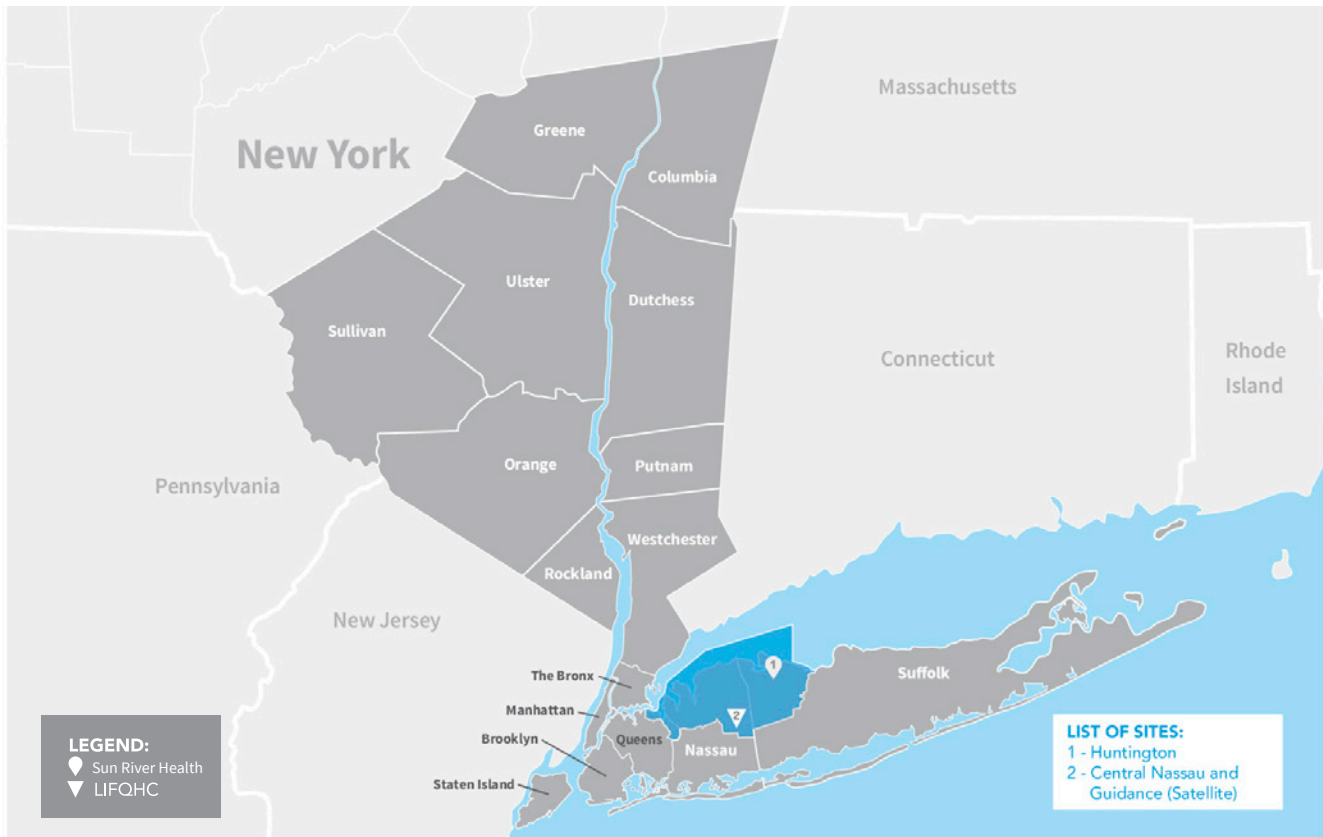 Massachusetts
Greene
New York
Columbia
Ulster
Dutchess
Sullivan
Connecticut
Rhode
Island
Orange
Putnam
Pennsylvania
Westchester
Rockland
New Jersey
1
The Bronx
Suffolk
Manhattan
2
Brooklyn
Queens
Nassau
Staten Island
LEGEND:
Sun River Health
LIFQHC
LIST OF SITES:
1 - Huntington
2 - Central Nassau and
Guidance (Satellite)